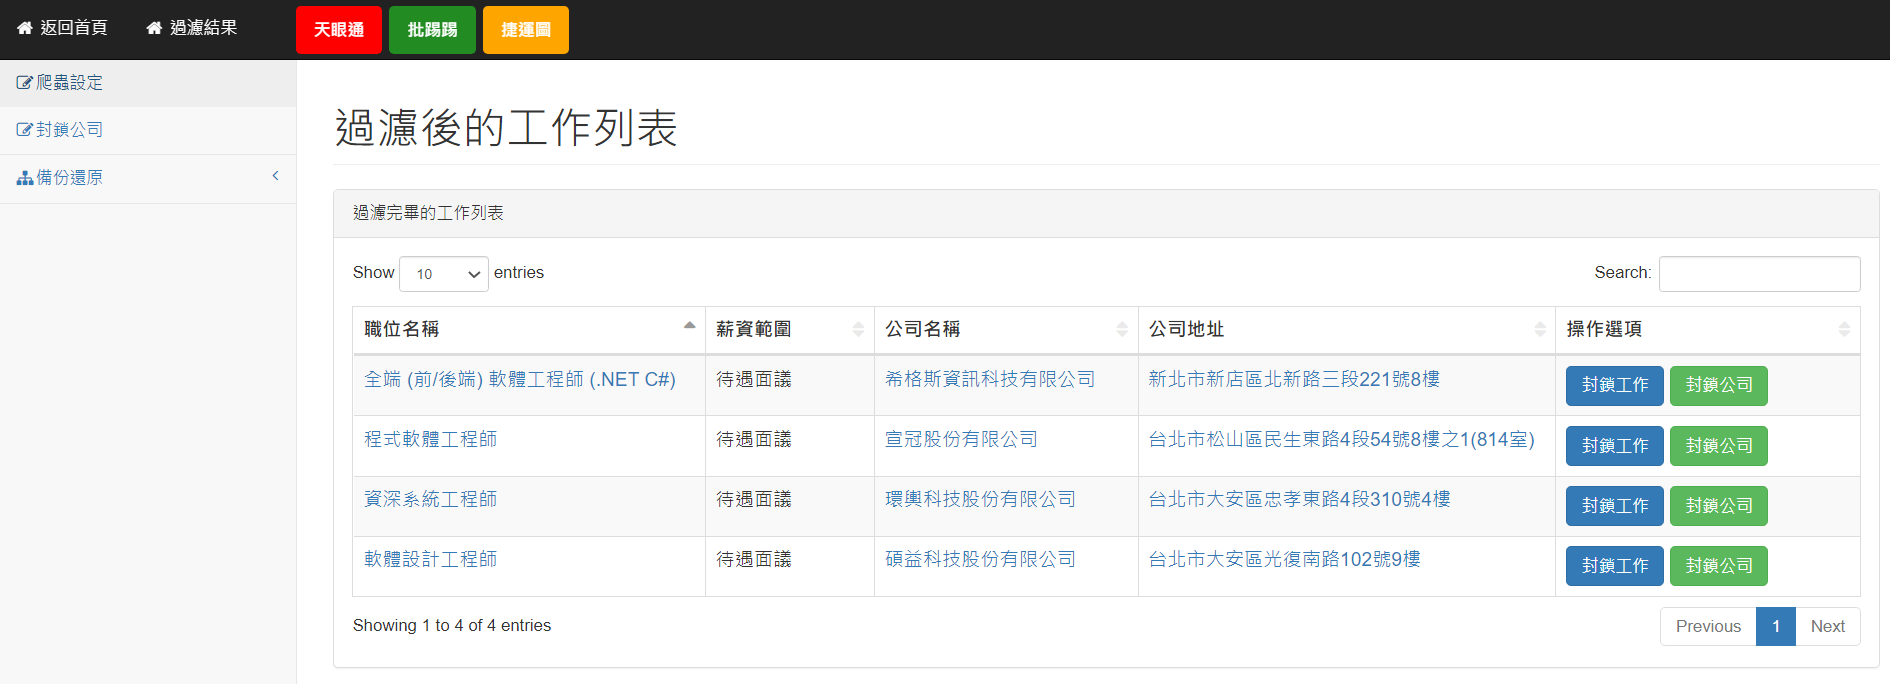 返回首頁 過濾結果 天眼通 批踢踢 捷運圖
爬蟲設定
封鎖公司
備份還原
過濾後的工作列表
過濾完畢的工作列表
Show 10 entries Search:
職位名稱 薪資範圍 公司名稱 公司地址 操作選項
全端 (前/後端) 軟體工程師 (.NET C#) 待遇面議 希格斯資訊科技有限公司 新北市新店區北新路三段221號8樓 封鎖工作 封鎖公司
程式軟體工程師 待遇面議 宣冠股份有限公司 台北市松山區民生東路4段54號8樓之1(814室) 封鎖工作 封鎖公司
資深系統工程師 待遇面議 環輿科技股份有限公司 台北市大安區忠孝東路4段310號4樓 封鎖工作 封鎖公司
軟體設計工程師 待遇面議 碩益科技股份有限公司 台北市大安區光復南路102號9樓 封鎖工作 封鎖公司
Showing 1 to 4 of 4 entries Previous 1 Next